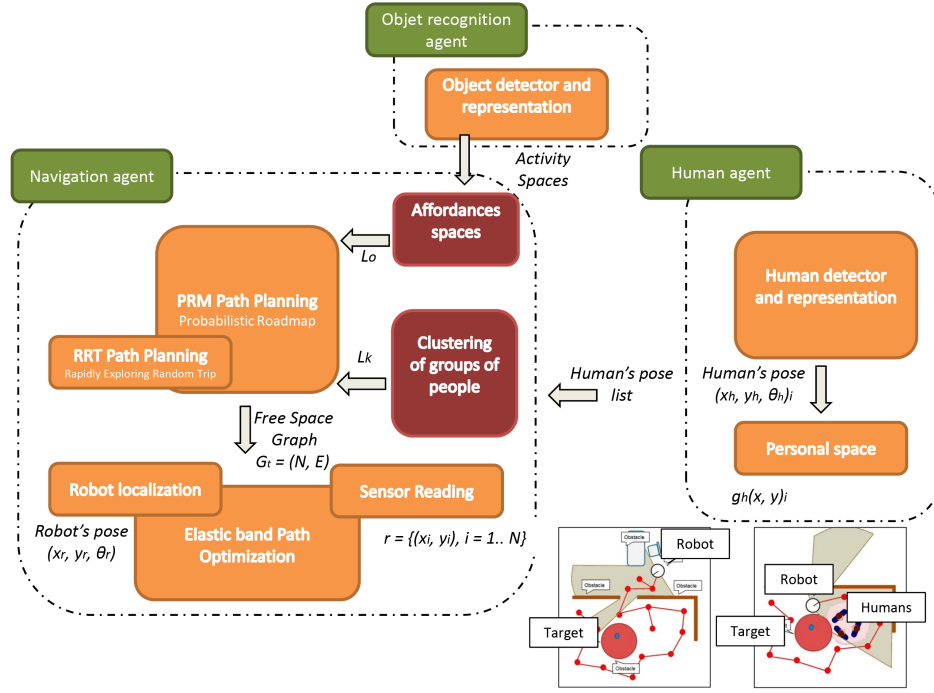 Objet recognition
agent
Object detector and
representation
Activity
Spaces
Navigation agent
Human agent
Affordances
spaces
Lo
PRM Path Planning
Probabilistic Roadmap
RRT Path Planning
Rapidly Exploring Random Trip
Clustering
of groups of
people
Lk
Human's pose
list
Human detector
and representation
Human's pose
(xh, yh, θh)i
Personal space
gh(x, y)i
Free Space
Graph
Gt = (N, E)
Robot localization
Sensor Reading
Elastic band Path
Optimization
Robot's pose
(xr, yr, θr)
r = {(xi, yi), i = 1.. N}
Obstacle
Robot
Obstacle
Obstacle
Target
Obstacle
Robot
Humans
Target